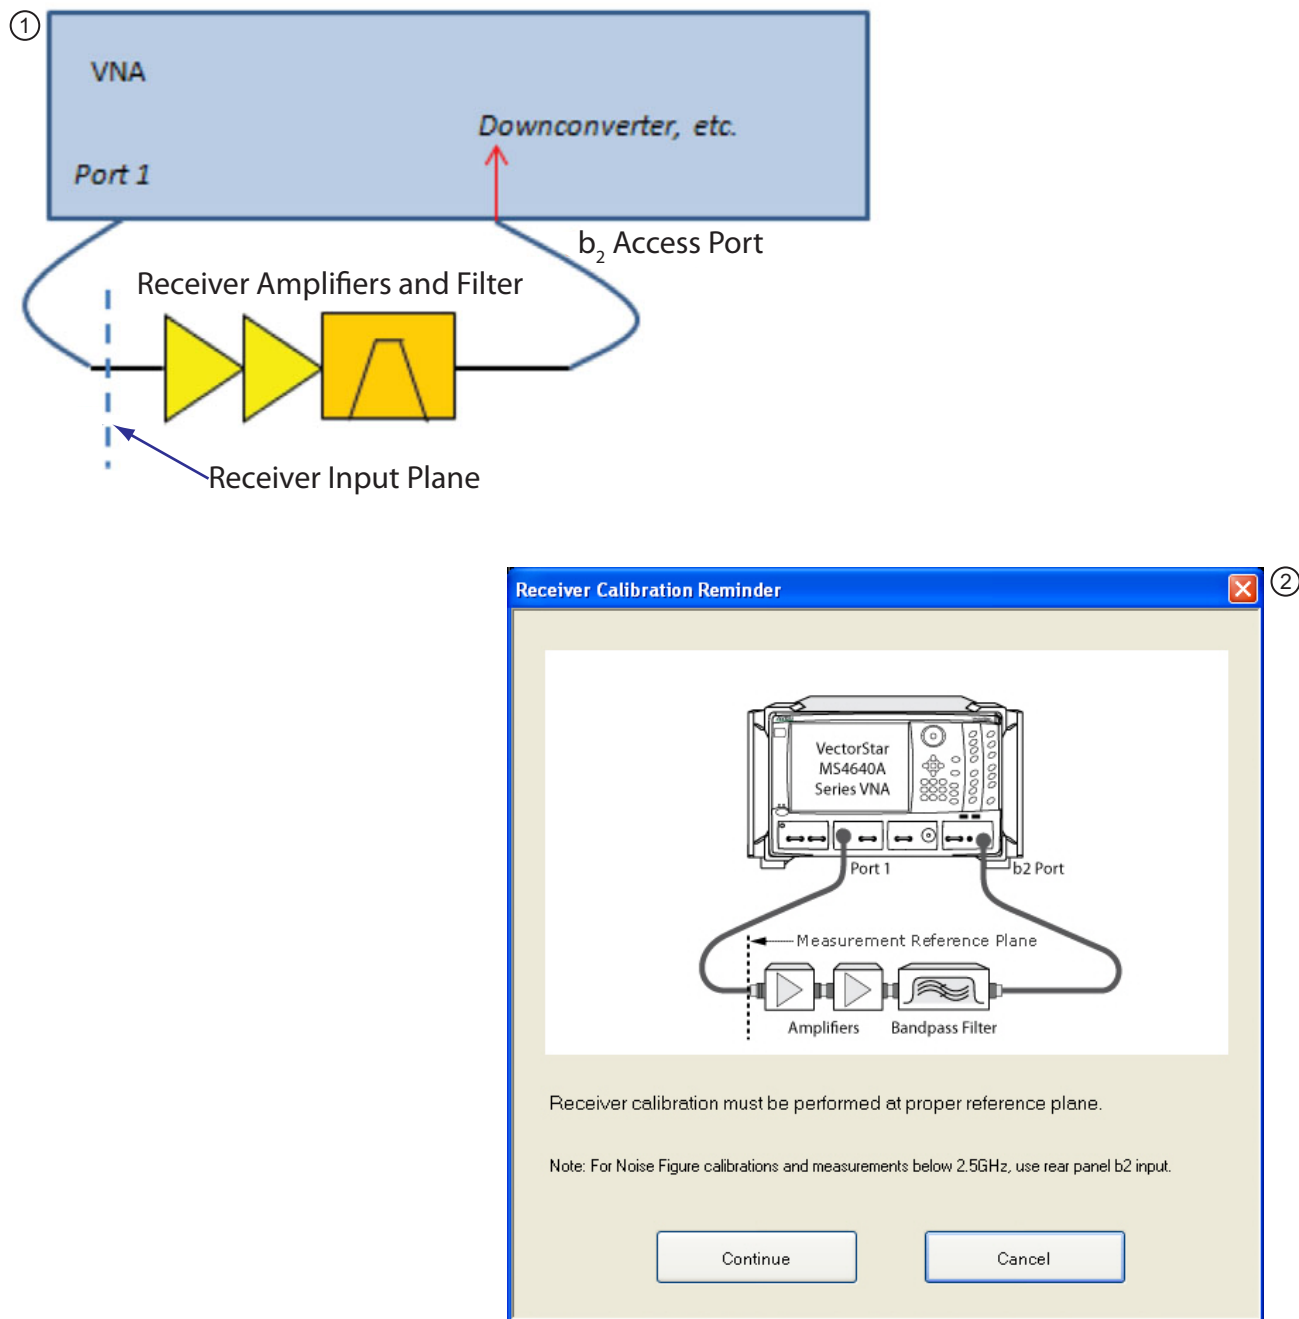 ①
VNA
Downconverter, etc.
Port 1
b₂ Access Port
Receiver Amplifiers and Filter
Receiver Input Plane
②
Receiver Calibration Reminder
VectorStar
MS4640A
Series VNA
Port 1
b2 Port
Measurement Reference Plane
Amplifiers
Bandpass Filter
Receiver calibration must be performed at proper reference plane.
Note: For Noise Figure calibrations and measurements below 2.5GHz, use rear panel b2 input.
Continue
Cancel